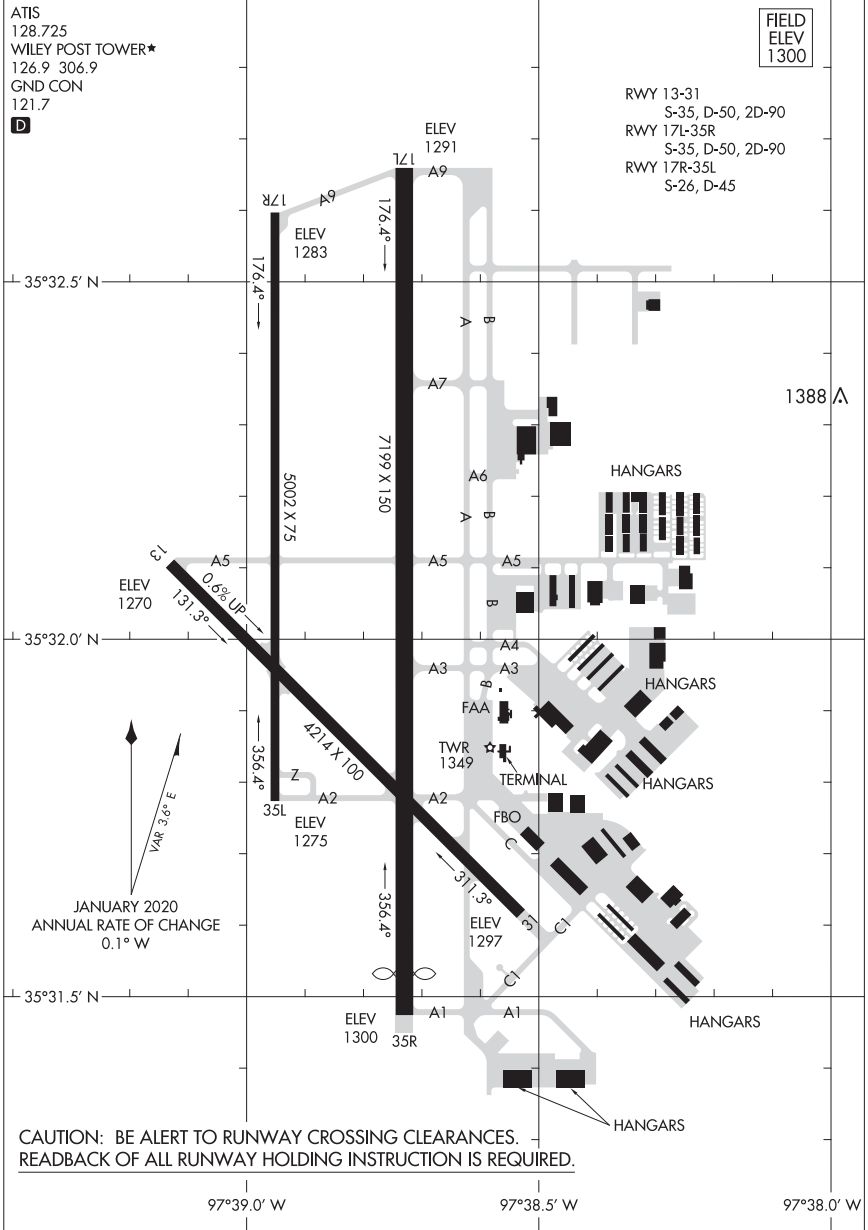 ATIS
128.725
WILEY POST TOWER★
126.9 306.9
GND CON
121.7
D
FIELD
ELEV
1300
RWY 13-31
S-35, D-50, 2D-90
RWY 17L-35R
S-35, D-50, 2D-90
RWY 17R-35L
S-26, D-45
ELEV
1291
17L
A9
A9
17R
176.4°
ELEV
1283
176.4°
35°32.5' N
A
B
A7
1388
5002 X 75
7199 X 150
A6
HANGARS
A
B
13
A5
A5
A5
ELEV
1270
0.6% UP
131.3°
B
35°32.0' N
A4
A3
A3
B
HANGARS
FAA
4214 X 100
TWR
1349
356.4°
Z
TERMINAL
HANGARS
VAR 3.6° E
35L
A2
A2
ELEV
1275
FBO
C
311.3°
356.4°
JANUARY 2020
ANNUAL RATE OF CHANGE
0.1° W
31
C1
ELEV
1297
C1
35°31.5' N
A1
A1
ELEV
1300
35R
HANGARS
HANGARS
CAUTION: BE ALERT TO RUNWAY CROSSING CLEARANCES.
READBACK OF ALL RUNWAY HOLDING INSTRUCTION IS REQUIRED.
97°39.0' W
97°38.5' W
97°38.0' W